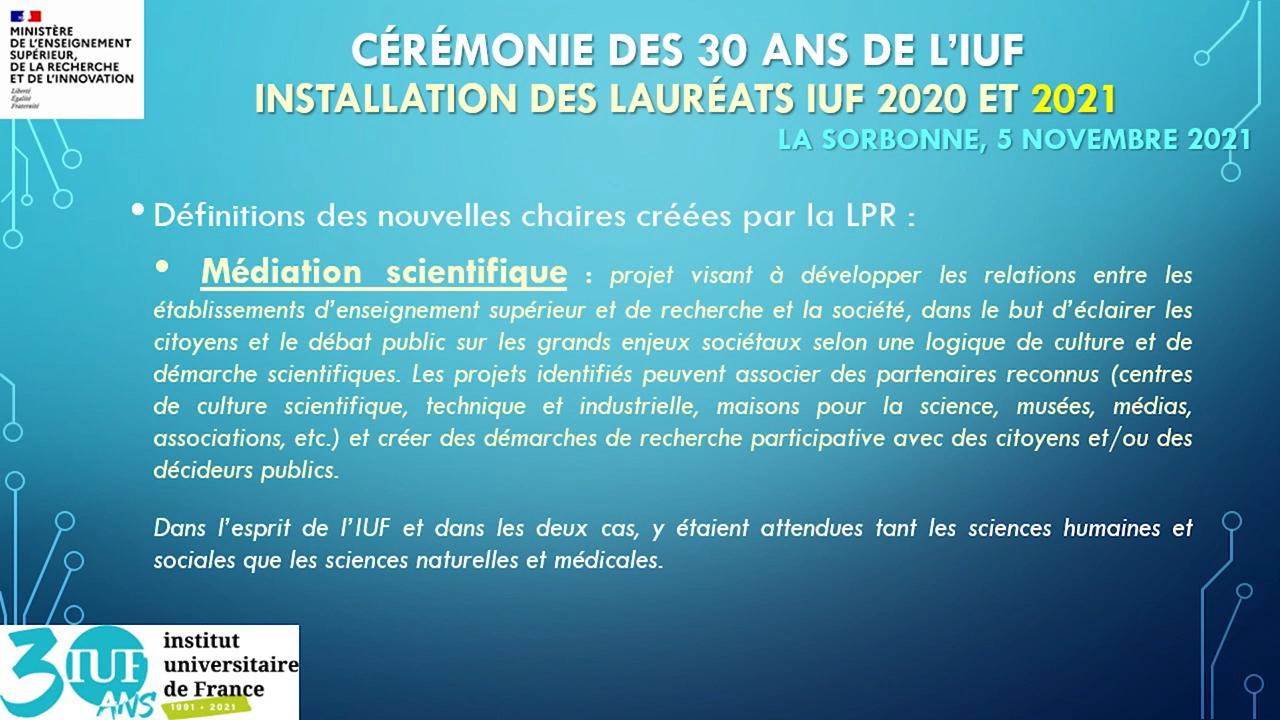 MINISTÈRE
DE L'ENSEIGNEMENT
SUPÉRIEUR,
DE LA RECHERCHE
ET DE L'INNOVATION
Liberté
Égalité
Fraternité
CÉRÉMONIE DES 30 ANS DE L'IUF
INSTALLATION DES LAURÉATS IUF 2020 ET 2021
LA SORBONNE, 5 NOVEMBRE 2021
• Définitions des nouvelles chaires créées par la LPR :
• Médiation scientifique : projet visant à développer les relations entre les
établissements d'enseignement supérieur et de recherche et la société, dans le but d'éclairer les
citoyens et le débat public sur les grands enjeux sociétaux selon une logique de culture et de
démarche scientifiques. Les projets identifiés peuvent associer des partenaires reconnus (centres
de culture scientifique, technique et industrielle, maisons pour la science, musées, médias,
associations, etc.) et créer des démarches de recherche participative avec des citoyens et/ou des
décideurs publics.
Dans l'esprit de l'IUF et dans les deux cas, y étaient attendues tant les sciences humaines et
sociales que les sciences naturelles et médicales.
30 IUF ANS
institut
universitaire
de France
1991 • 2021